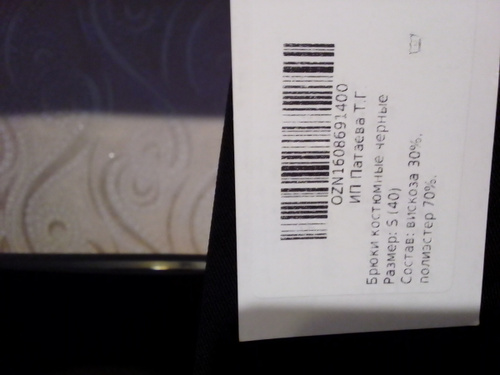 OZN1608691400
ИП Патаева Т.Г
Брюки костюмные черные
Размер: S (40)
Состав: вискоза 30%,
полиэстер 70%.